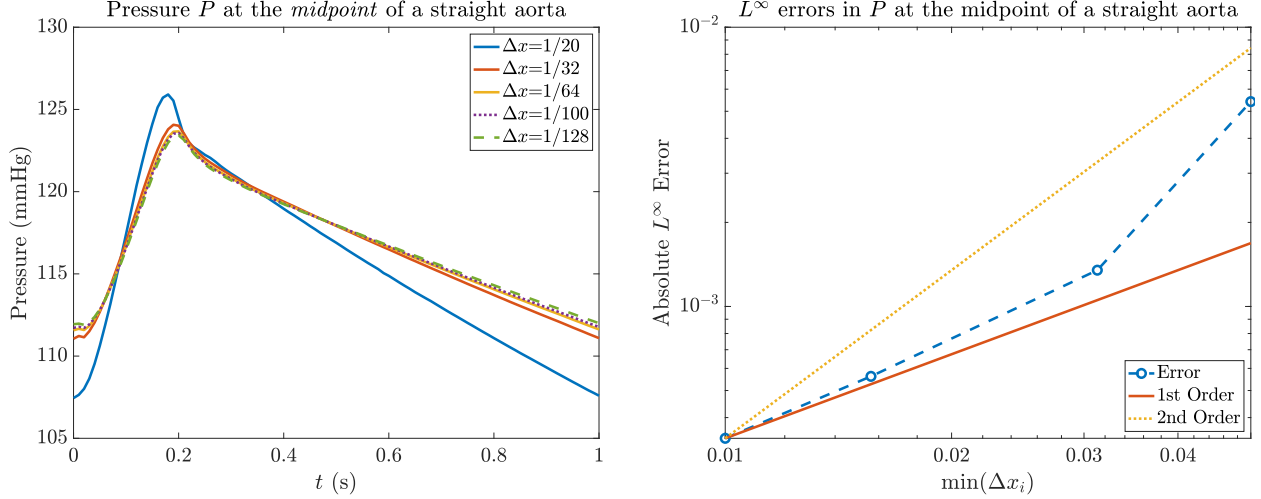 Pressure P at the midpoint of a straight aorta
130
125
120
115
110
105
Pressure (mmHg)
0
0.2
0.4
0.6
0.8
1
t (s)
Δx=1/20
Δx=1/32
Δx=1/64
Δx=1/100
Δx=1/128
L∞ errors in P at the midpoint of a straight aorta
10⁻²
10⁻³
Absolute L∞ Error
0.01
0.02
0.03
0.04
min(Δxᵢ)
Error
1st Order
2nd Order